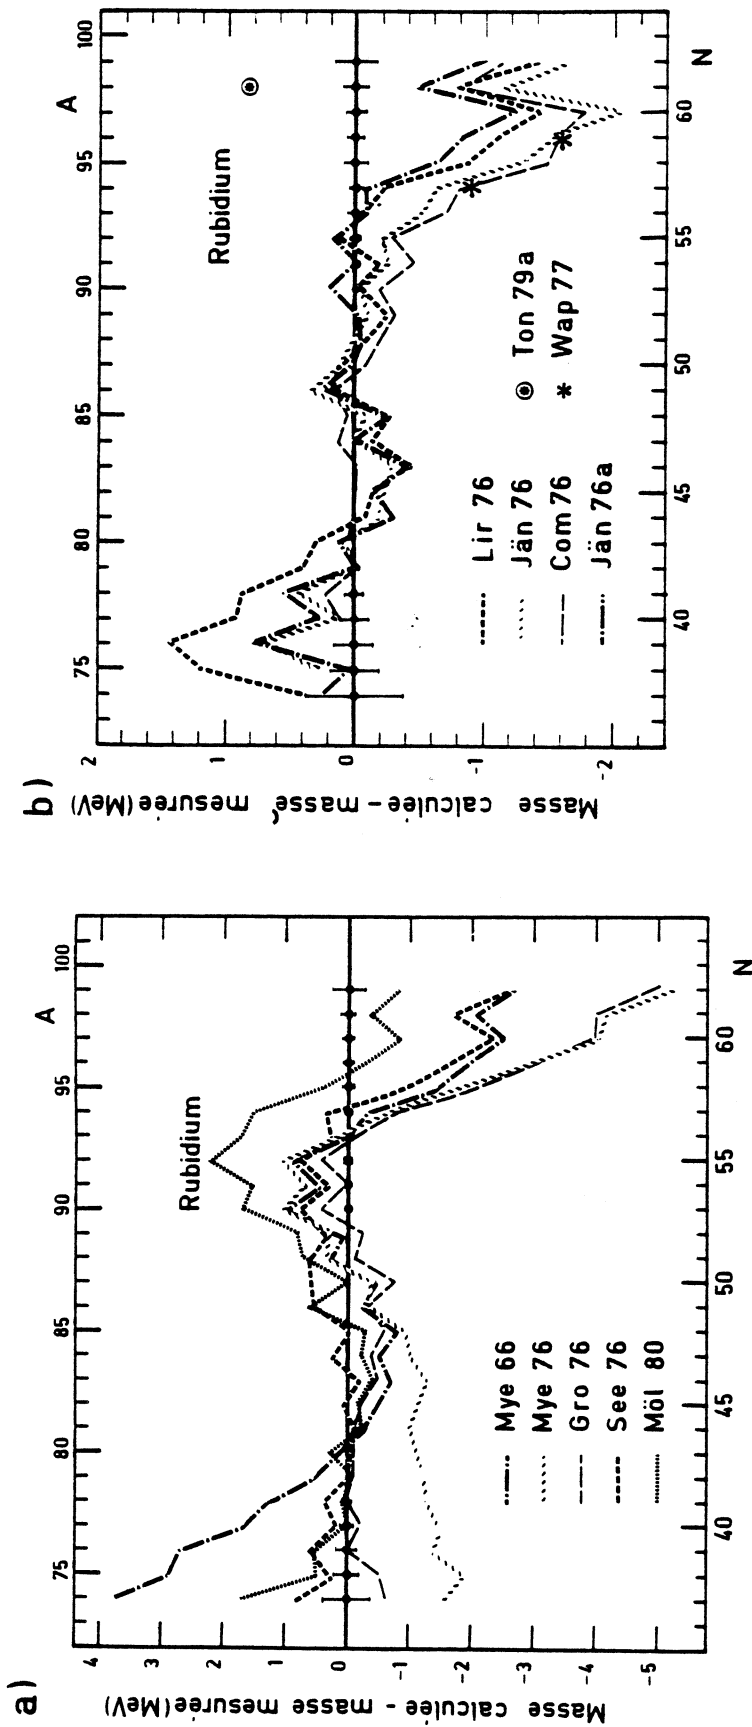 a)
A
75
80
85
90
95
100
Rubidium
Masse calculée - masse mesurée (MeV)
4
3
2
1
0
-1
-2
-3
-4
-5
Mye 66
Mye 76
Gro 76
See 76
Möl 80
40
45
50
55
60
N
b)
A
75
80
85
90
95
100
Rubidium
Masse calculée - masse mesurée (MeV)
2
1
0
-1
-2
Lir 76
Jän 76
Com 76
Jän 76a
Ton 79a
Wap 77
40
45
50
55
60
N